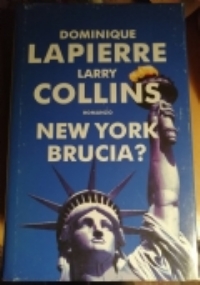 DOMINIQUE
LAPIERRE
LARRY
COLLINS
ROMANZO
NEW YORK
BRUCIA?